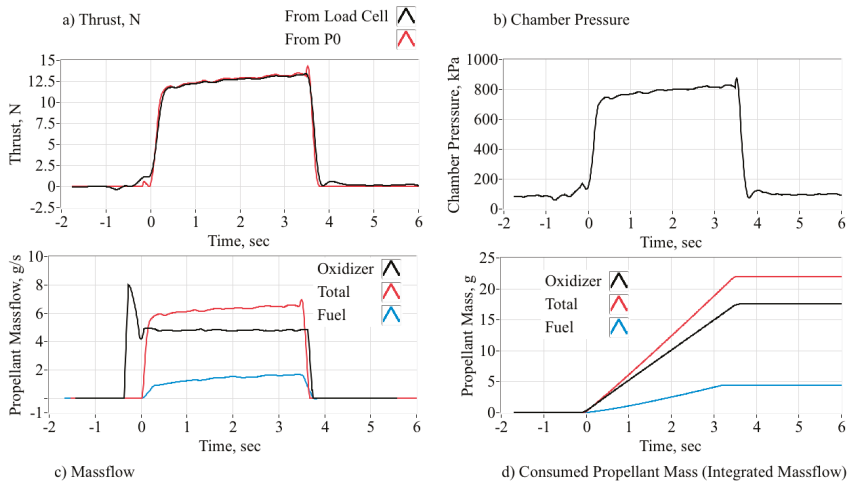 a) Thrust, N
From Load Cell
From P0
15
12.5
10
7.5
5
2.5
0
-2.5
Thrust, N
-2 -1 0 1 2 3 4 5 6
Time, sec
b) Chamber Pressure
1000
800
600
400
200
0
Chamber Prerssure, kPa
-2 -1 0 1 2 3 4 5 6
Time, sec
10
8
6
4
2
-1
Propellant Massflow, g/s
Oxidizer
Total
Fuel
-2 -1 0 1 2 3 4 5 6
Time, sec
c) Massflow
25
20
15
10
5
0
Propellant Mass, g
Oxidizer
Total
Fuel
-2 -1 0 1 2 3 4 5 6
Time, sec
d) Consumed Propellant Mass (Integrated Massflow)